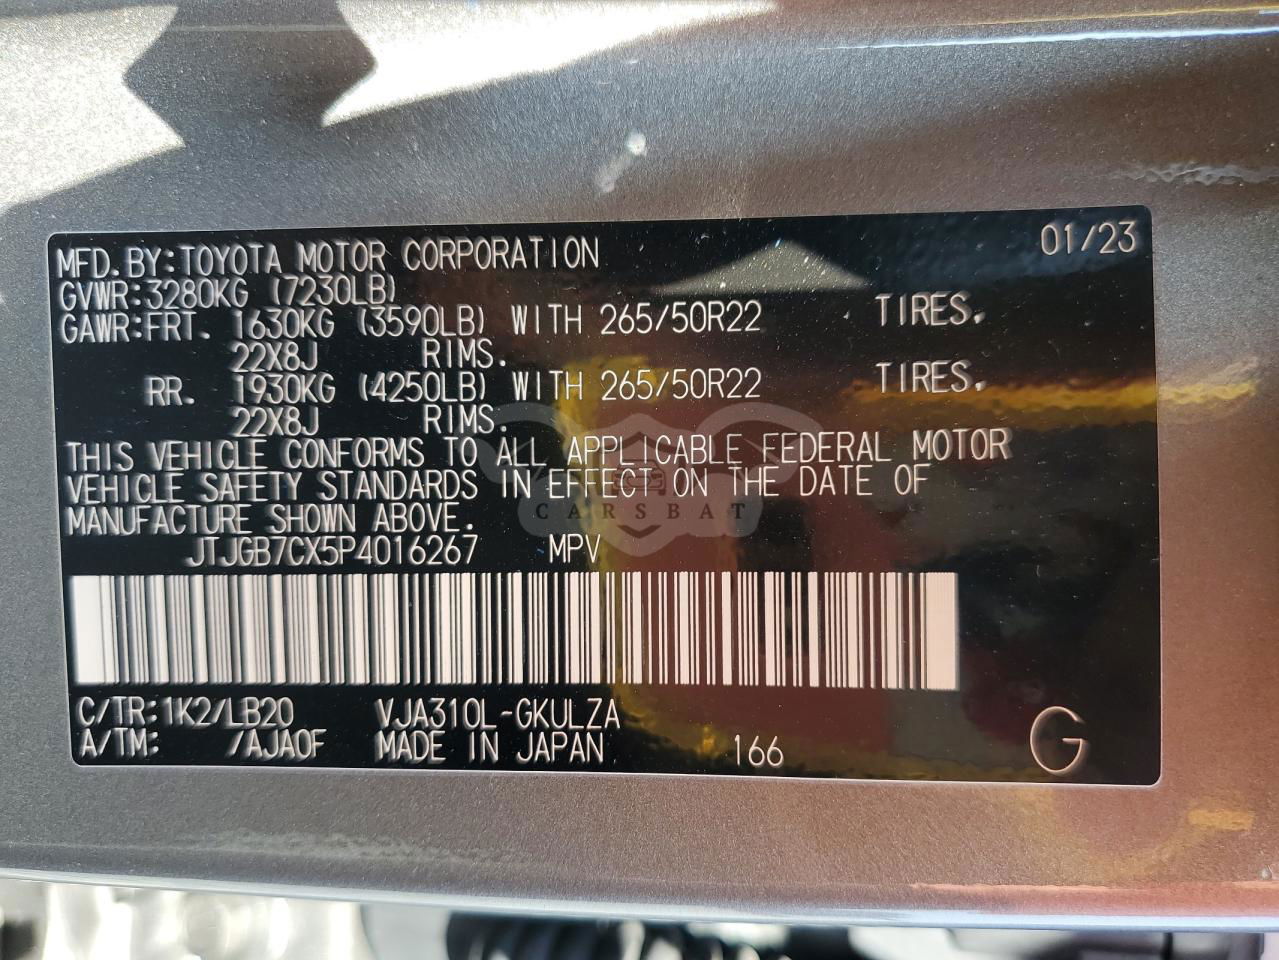 01/23
MFD.BY:TOYOTA MOTOR CORPORATION
GVWR:3280KG (7230LB)
GAWR:FRT. 1630KG (3590LB) WITH 265/50R22 TIRES.
22X8J RIMS.
RR. 1930KG (4250LB) WITH 265/50R22 TIRES.
22X8J RIMS.
THIS VEHICLE CONFORMS TO ALL APPLICABLE FEDERAL MOTOR
VEHICLE SAFETY STANDARDS IN EFFECT ON THE DATE OF
MANUFACTURE SHOWN ABOVE.
CARSBAT
JTJGB7CX5P4016267 MPV
C/TR:1K2/LB20 VJA310L-GKULZA
A/TM: /AJA0F MADE IN JAPAN 166 G